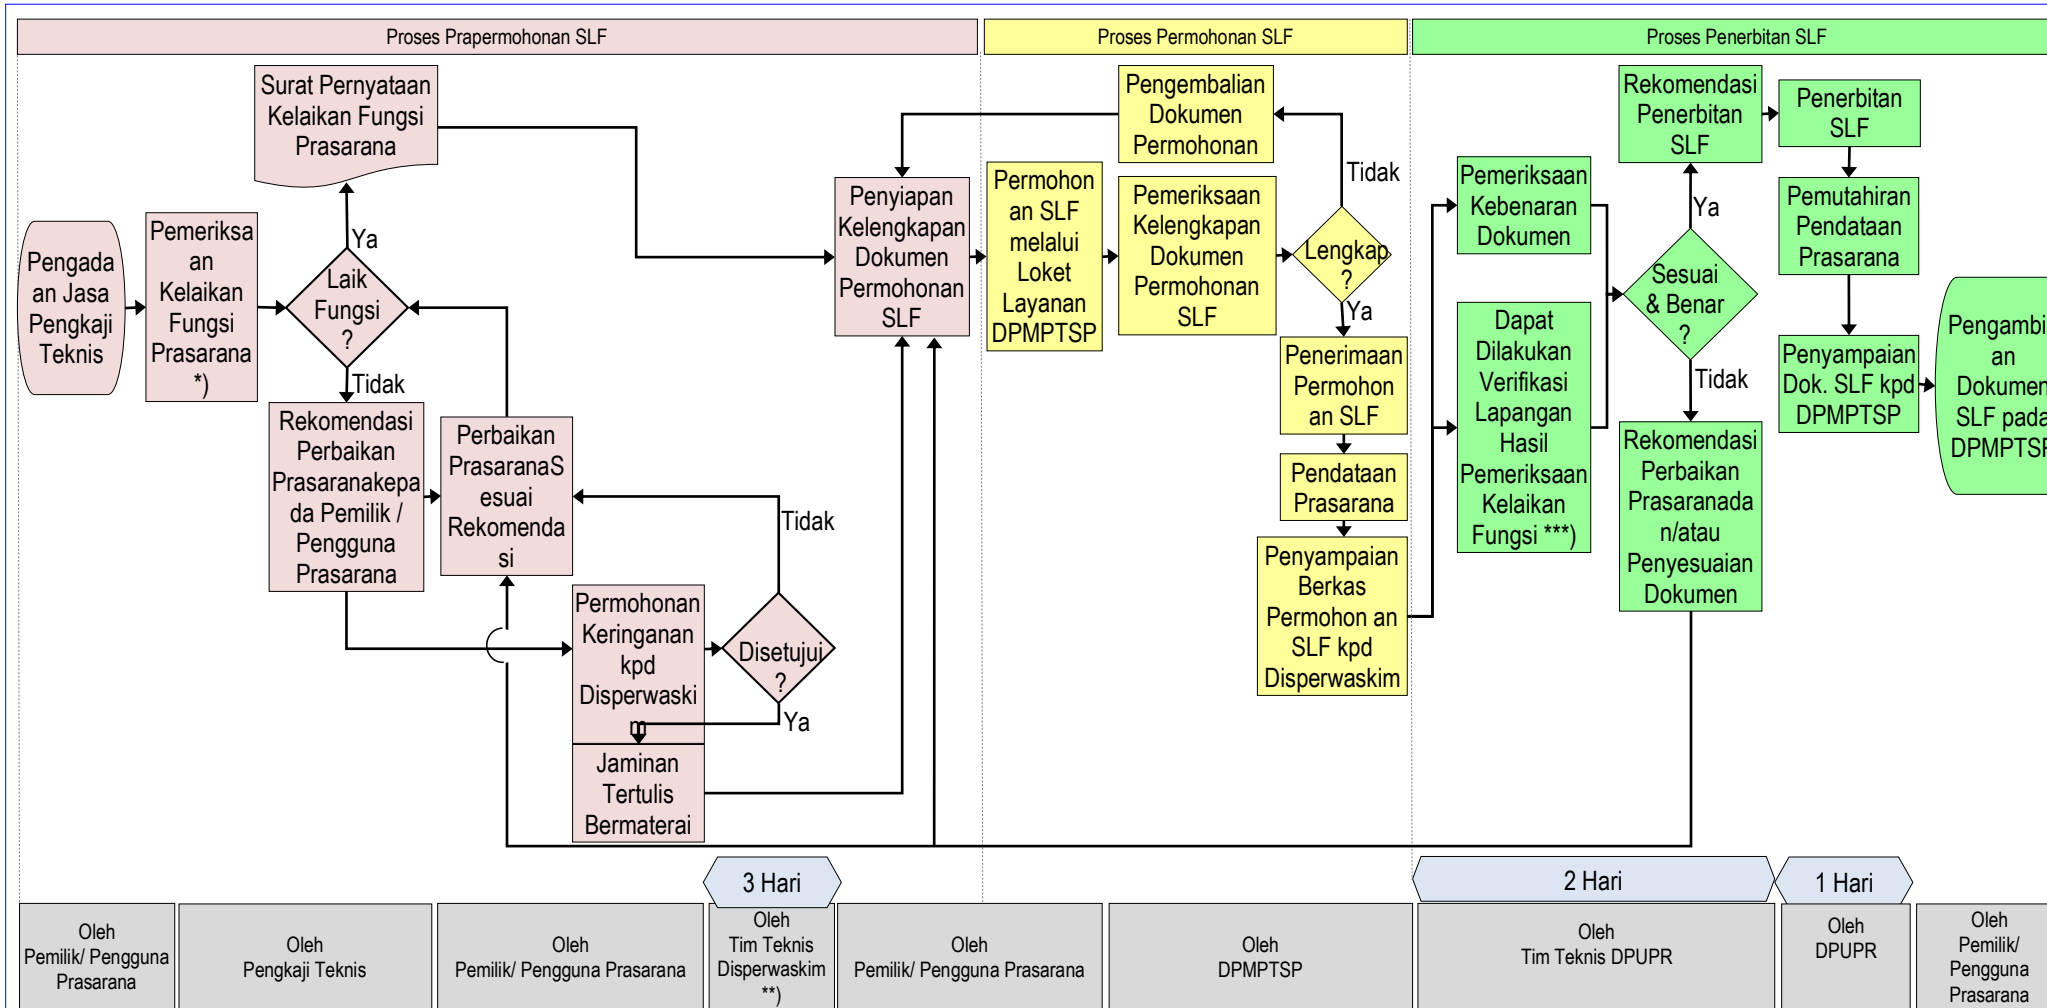 Proses Prapermohonan SLF
Proses Permohonan SLF
Proses Penerbitan SLF
Pengada
an Jasa
Pengkaji
Teknis
Pemeriksa
an
Kelaikan
Fungsi
Prasarana
*)
Surat Pernyataan
Kelaikan Fungsi
Prasarana
Ya
Laik
Fungsi
?
Tidak
Rekomendasi
Perbaikan
Prasaranakepa
da Pemilik /
Pengguna
Prasarana
Perbaikan
PrasaranaS
esuai
Rekomenda
si
Permohonan
Keringanan
kpd
Disperwaski
m
Disetujui
?
Tidak
Ya
Jaminan
Tertulis
Bermaterai
Penyiapan
Kelengkapan
Dokumen
Permohonan
SLF
Permohon
an SLF
melalui
Loket
Layanan
DPMPTSP
Pengembalian
Dokumen
Permohonan
Pemeriksaan
Kelengkapan
Dokumen
Permohonan
SLF
Tidak
Lengkap
?
Ya
Penerimaan
Permohon
an SLF
Pendataan
Prasarana
Penyampaian
Berkas
Permohon an
SLF kpd
Disperwaskim
Pemeriksaan
Kebenaran
Dokumen
Dapat
Dilakukan
Verifikasi
Lapangan
Hasil
Pemeriksaan
Kelaikan
Fungsi ***)
Rekomendasi
Penerbitan
SLF
Ya
Sesuai
& Benar
?
Tidak
Rekomendasi
Perbaikan
Prasaranada
n/atau
Penyesuaian
Dokumen
Penerbitan
SLF
Pemutahiran
Pendataan
Prasarana
Penyampaian
Dok. SLF kpd
DPMPTSP
Pengambil
an
Dokumen
SLF pada
DPMPTSP
3 Hari
2 Hari
1 Hari
Oleh
Pemilik/ Pengguna
Prasarana
Oleh
Pengkaji Teknis
Oleh
Pemilik/ Pengguna Prasarana
Oleh
Tim Teknis
Disperwaskim
**)
Oleh
Pemilik/ Pengguna Prasarana
Oleh
DPMPTSP
Oleh
Tim Teknis DPUPR
Oleh
DPUPR
Oleh
Pemilik/
Pengguna
Prasarana